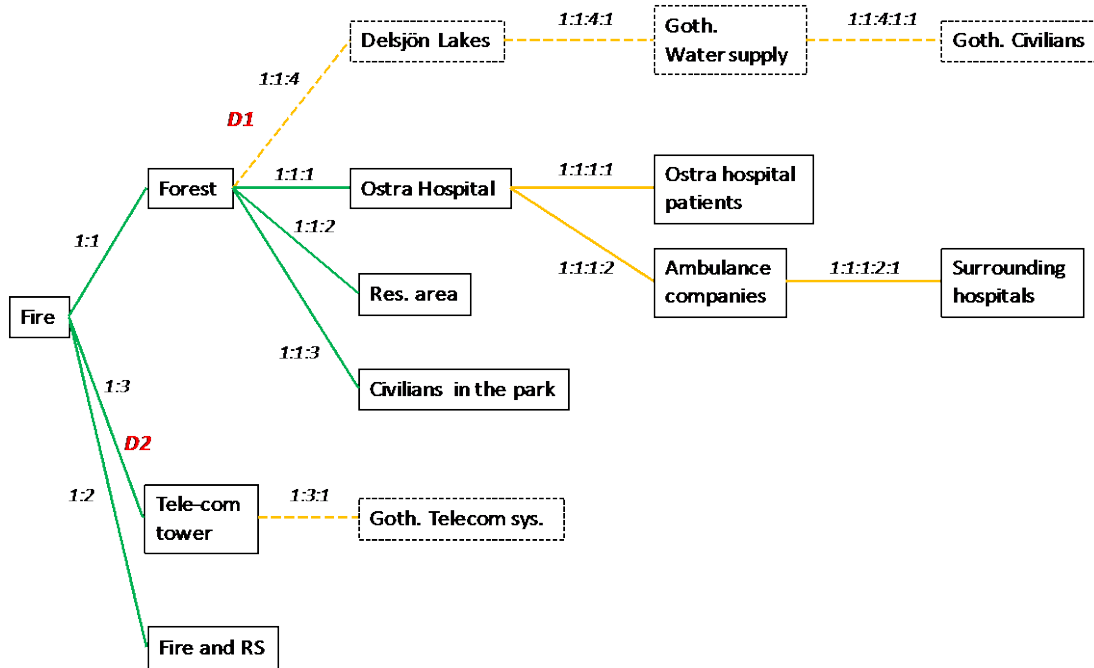 1:1:4:1
1:1:4:1:1
Delsjön Lakes
Goth.
Water supply
Goth. Civilians
1:1:4
D1
1:1:1
1:1:1:1
Forest
Ostra Hospital
Ostra hospital
patients
1:1:2
1:1
1:1:1:2
Ambulance
companies
1:1:1:2:1
Surrounding
hospitals
Res. area
Fire
1:1:3
1:3
Civilians in the park
D2
1:2
Tele-com
tower
1:3:1
Goth. Telecom sys.
Fire and RS